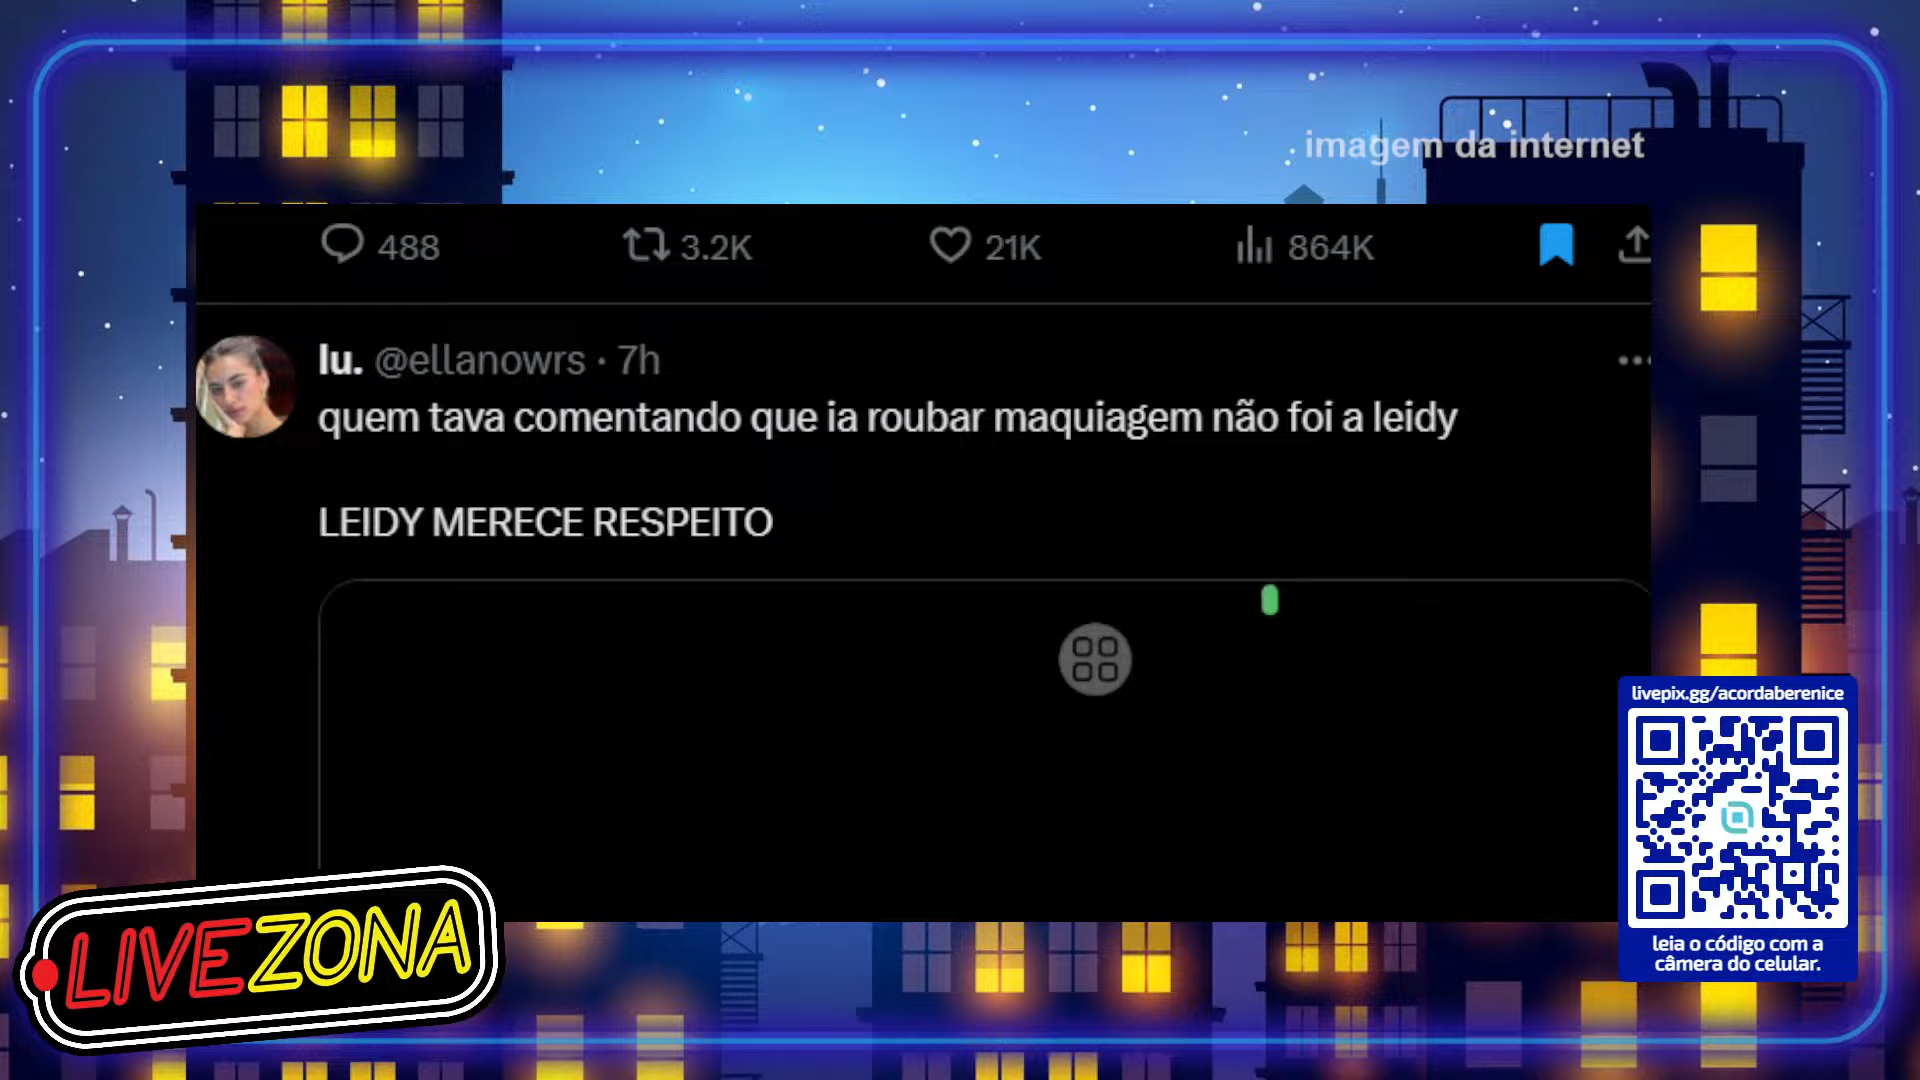 imagem da internet
488 3.2K 21K 864K
lu. @ellanowrs · 7h
quem tava comentando que ia roubar maquiagem não foi a leidy
LEIDY MERECE RESPEITO
livepix.gg/acordaberenice
leia o código com a
câmera do celular.
LIVEZONA